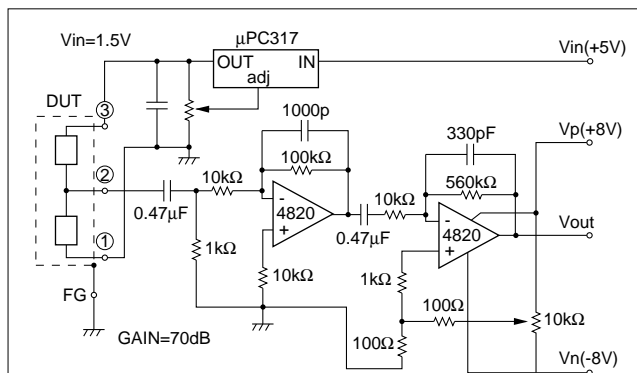 Vin=1.5V
μPC317
OUT
IN
adj
Vin(+5V)
DUT
③
②
①
FG
GAIN=70dB
1000p
100kΩ
10kΩ
0.47μF
1kΩ
10kΩ
-
+
4820
0.47μF
10kΩ
330pF
560kΩ
-
+
4820
1kΩ
100Ω
100Ω
10kΩ
Vp(+8V)
Vout
Vn(-8V)